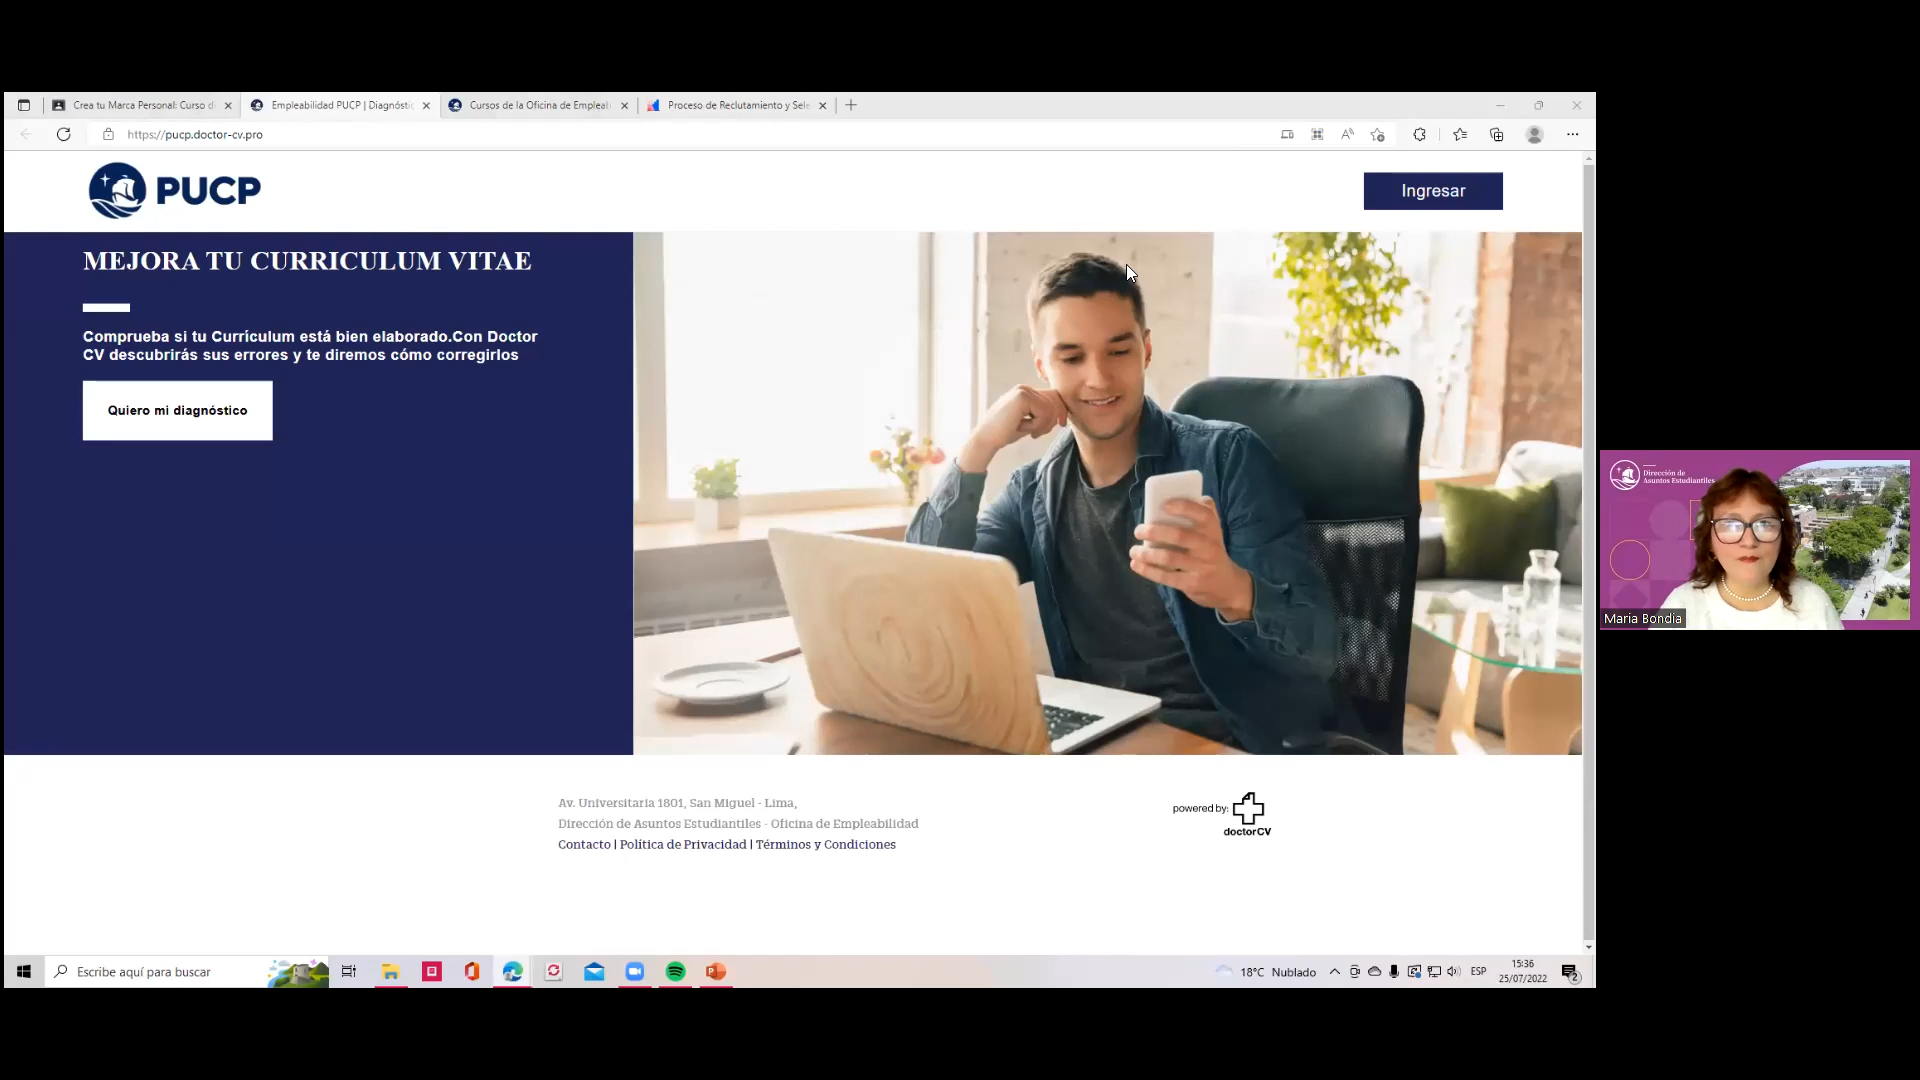 Crea tu Marca Personal: Curso d
Empleabilidad PUCP | Diagnóstic
Cursos de la Oficina de Empleab
Proceso de Reclutamiento y Sele
https://pucp.doctor-cv.pro
PUCP
Ingresar
MEJORA TU CURRICULUM VITAE
Comprueba si tu Currículum está bien elaborado.Con Doctor
CV descubrirás sus errores y te diremos cómo corregirlos
Quiero mi diagnóstico
Dirección de
Asuntos Estudiantiles
Maria Bondia
Av. Universitaria 1801, San Miguel - Lima,
Dirección de Asuntos Estudiantiles - Oficina de Empleabilidad
Contacto | Política de Privacidad | Términos y Condiciones
powered by:
doctorCV
Escribe aquí para buscar
18°C Nublado
ESP
15:36
25/07/2022
2